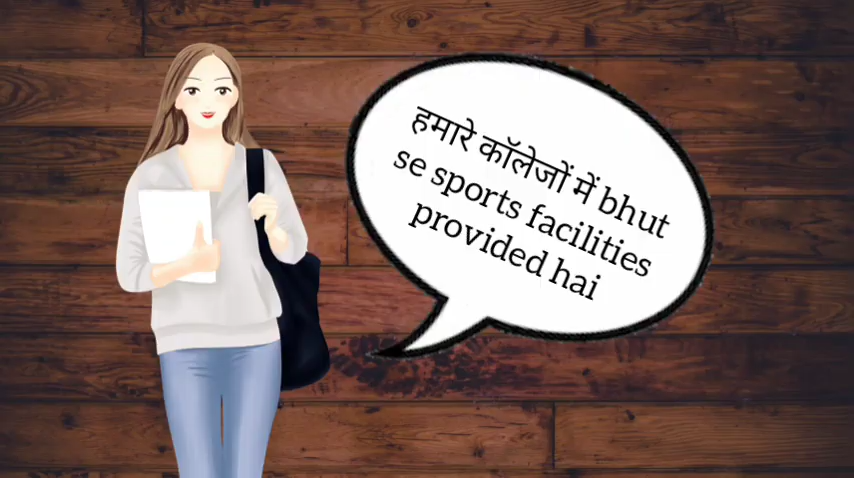 हमारे कॉलेजों में bhut
se sports facilities
provided hai